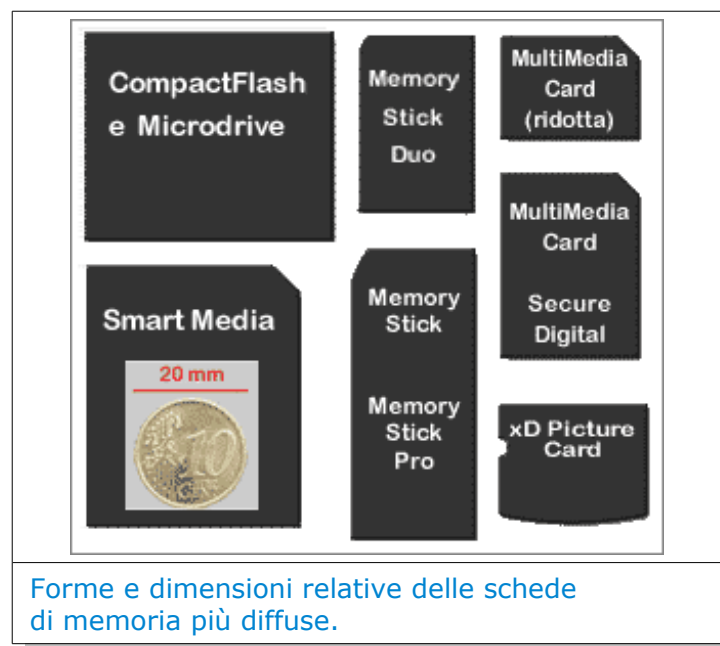 CompactFlash
e Microdrive
Memory
Stick
Duo
MultiMedia
Card
(ridotta)
MultiMedia
Card
Secure
Digital
Smart Media
20 mm
10
Memory
Stick
Memory
Stick
Pro
xD Picture
Card
Forme e dimensioni relative delle schede
di memoria più diffuse.